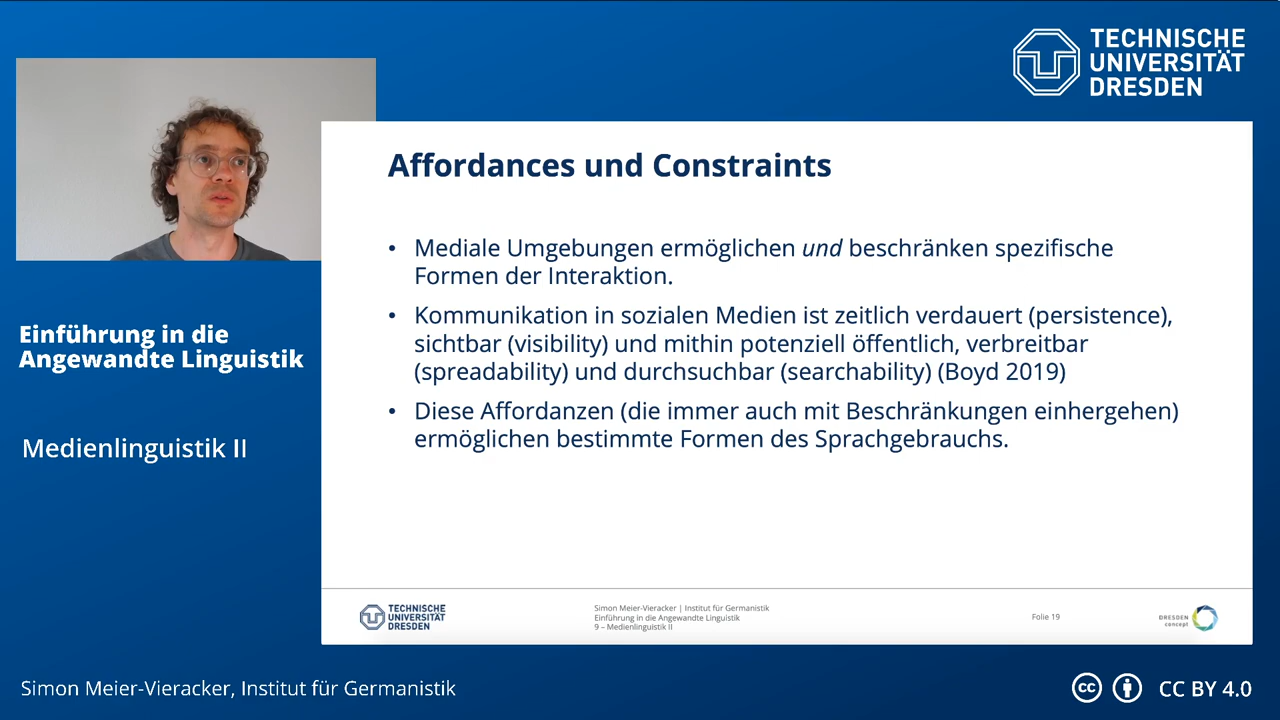 TECHNISCHE
UNIVERSITÄT
DRESDEN
Affordances und Constraints
• Mediale Umgebungen ermöglichen und beschränken spezifische
Formen der Interaktion.
• Kommunikation in sozialen Medien ist zeitlich verdauert (persistence),
sichtbar (visibility) und mithin potenziell öffentlich, verbreitbar
(spreadability) und durchsuchbar (searchability) (Boyd 2019)
• Diese Affordanzen (die immer auch mit Beschränkungen einhergehen)
ermöglichen bestimmte Formen des Sprachgebrauchs.
Einführung in die
Angewandte Linguistik
Medienlinguistik II
TECHNISCHE
UNIVERSITÄT
DRESDEN
Simon Meier-Vieracker | Institut für Germanistik
Einführung in die Angewandte Linguistik
9 – Medienlinguistik II
Folie 19
DRESDEN
concept
Simon Meier-Vieracker, Institut für Germanistik
cc
CC BY 4.0